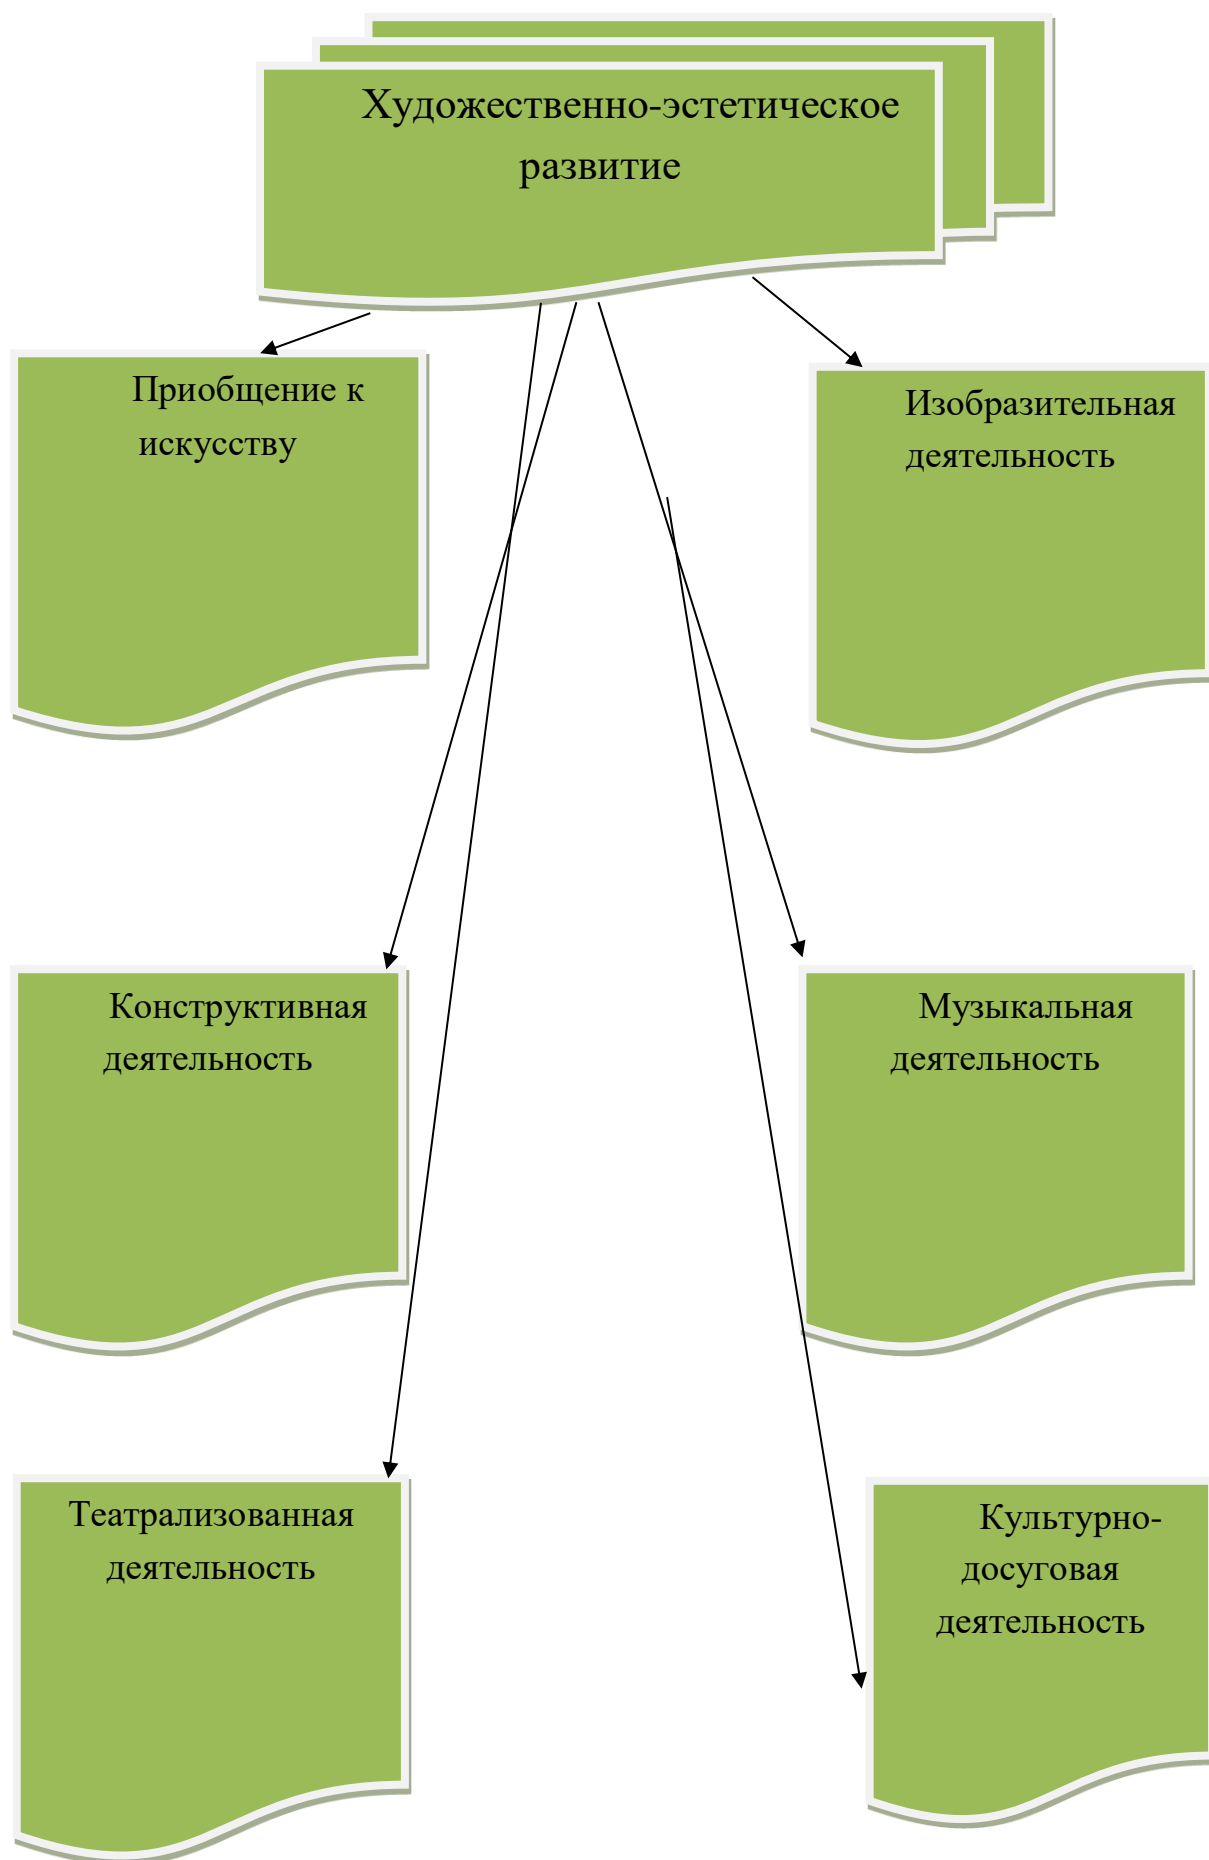 Художественно-эстетическое
развитие
Приобщение к
искусству
Изобразительная
деятельность
Конструктивная
деятельность
Музыкальная
деятельность
Театрализованная
деятельность
Культурно-
досуговая
деятельность